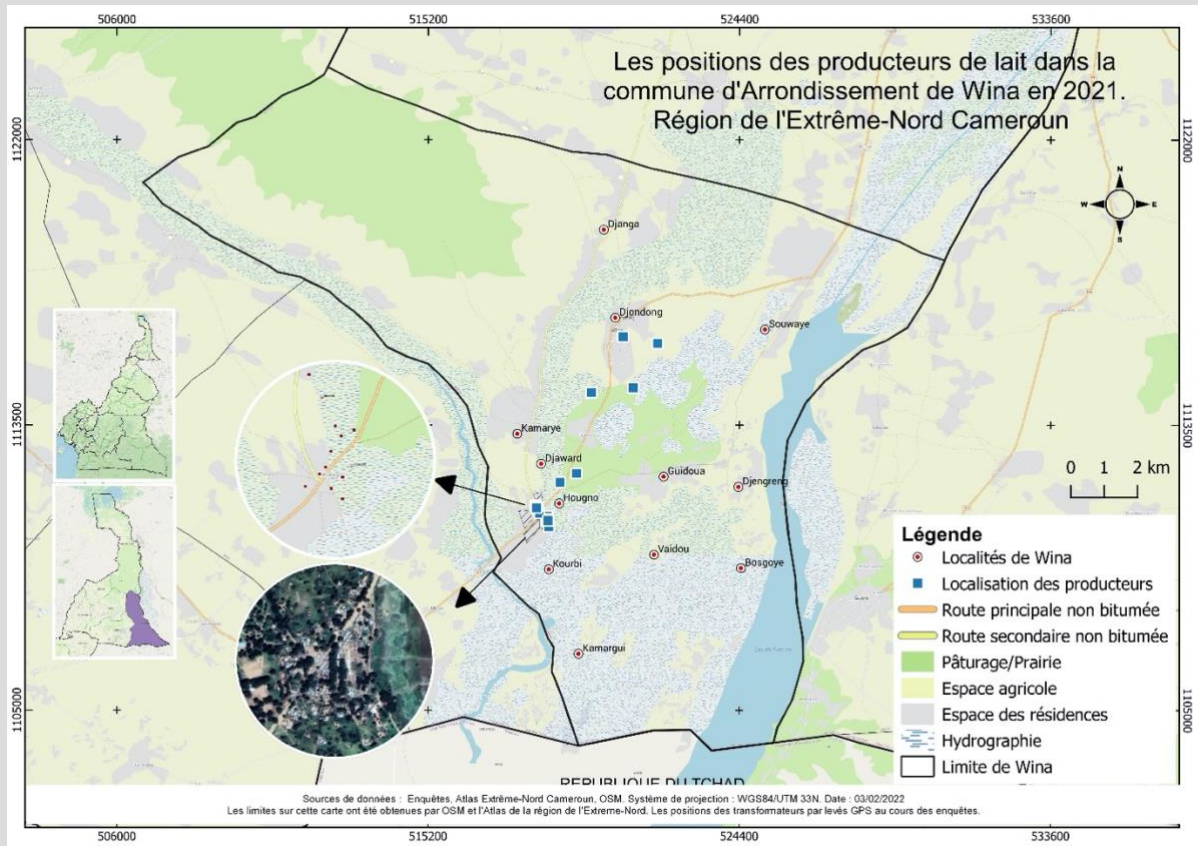 506000
515200
524400
533600
Les positions des producteurs de lait dans la
commune d'Arrondissement de Wina en 2021.
Région de l'Extrême-Nord Cameroun
1122000
1122000
N
W
E
S
Djanga
Djondong
Souwaye
1113500
1113500
Kamarye
Djaward
Guidoua
Djengreng
Hougno
Vaidou
Bosgoye
Kourbi
Kamargui
0 1 2 km
Légende
Localités de Wina
Localisation des producteurs
Route principale non bitumée
Route secondaire non bitumée
Pâturage/Prairie
Espace agricole
Espace des résidences
Hydrographie
Limite de Wina
1105000
1105000
REPUBLIQUE DU TCHAD
Sources de données : Enquêtes, Atlas Extrême-Nord Cameroun, OSM. Système de projection : WGS84/UTM 33N. Date : 03/02/2022
Les limites sur cette carte ont été obtenues par OSM et l'Atlas de la région de l'Extreme-Nord. Les positions des transformateurs par levés GPS au cours des enquêtes.
506000
515200
524400
533600